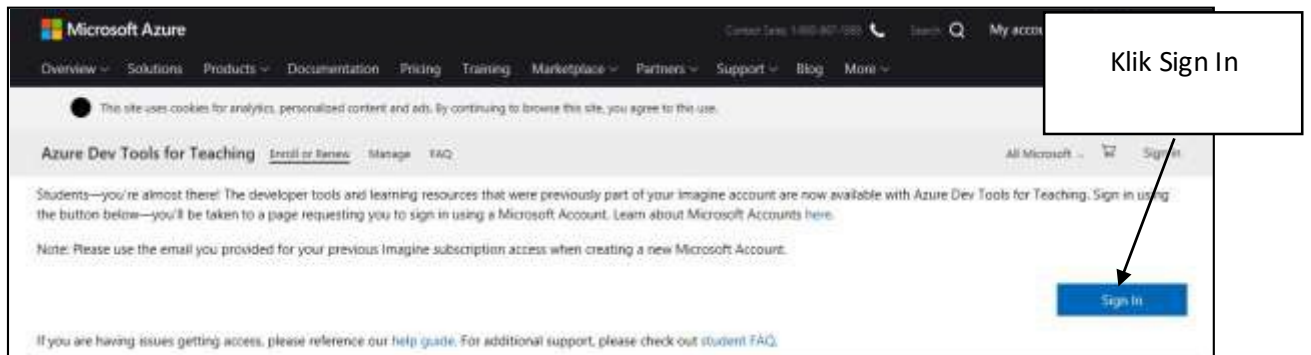 Microsoft Azure
Contact Sales Search My accou
Klik Sign In
Overview Solutions Products Documentation Pricing Training Marketplace Partners Support Blog More
This site uses cookies for analytics, personalized content and ads. By continuing to browse this site, you agree to this use.
Azure Dev Tools for Teaching Enroll or Renew Manage FAQ All Microsoft Sign in
Students—you're almost there! The developer tools and learning resources that were previously part of your Imagine account are now available with Azure Dev Tools for Teaching. Sign in using
the button below—you'll be taken to a page requesting you to sign in using a Microsoft Account. Learn about Microsoft Accounts here.
Note: Please use the email you provided for your previous Imagine subscription access when creating a new Microsoft Account.
Sign In
If you are having issues getting access, please reference our help guide. For additional support, please check out student FAQ.